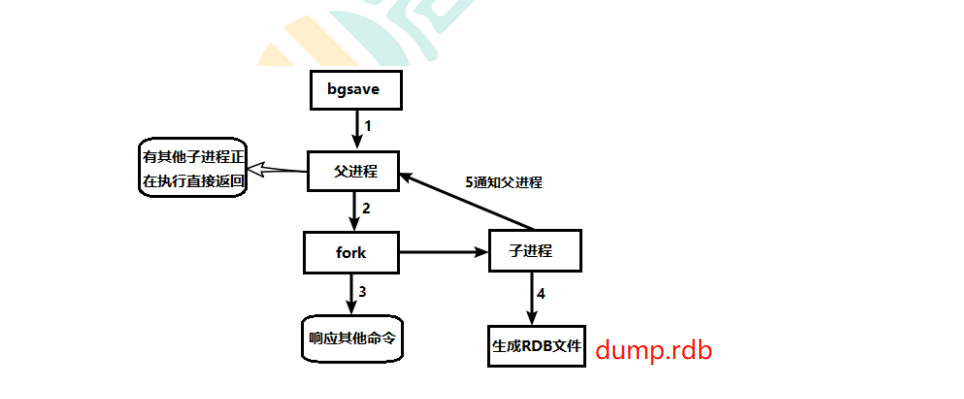 bgsave
1
有其他子进程正
在执行直接返回
父进程
5通知父进程
2
fork
子进程
3
4
响应其他命令
生成RDB文件
dump.rdb